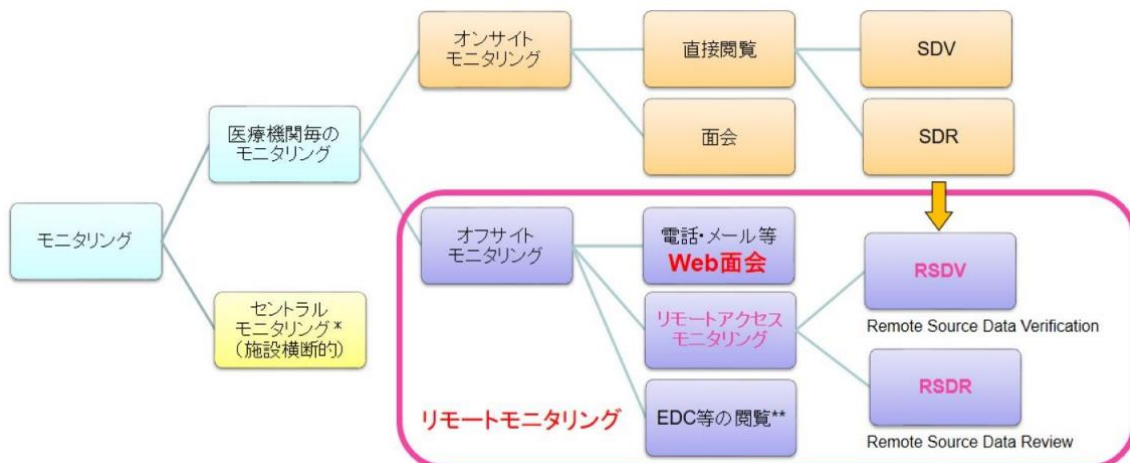 オンサイト
モニタリング
直接閲覧
SDV
医療機関毎の
モニタリング
面会
SDR
モニタリング
オフサイト
モニタリング
電話・メール等
Web面会
RSDV
Remote Source Data Verification
セントラル
モニタリング*
(施設横断的)
リモートアクセス
モニタリング
RSDR
Remote Source Data Review
リモートモニタリング
EDC等の閲覧**